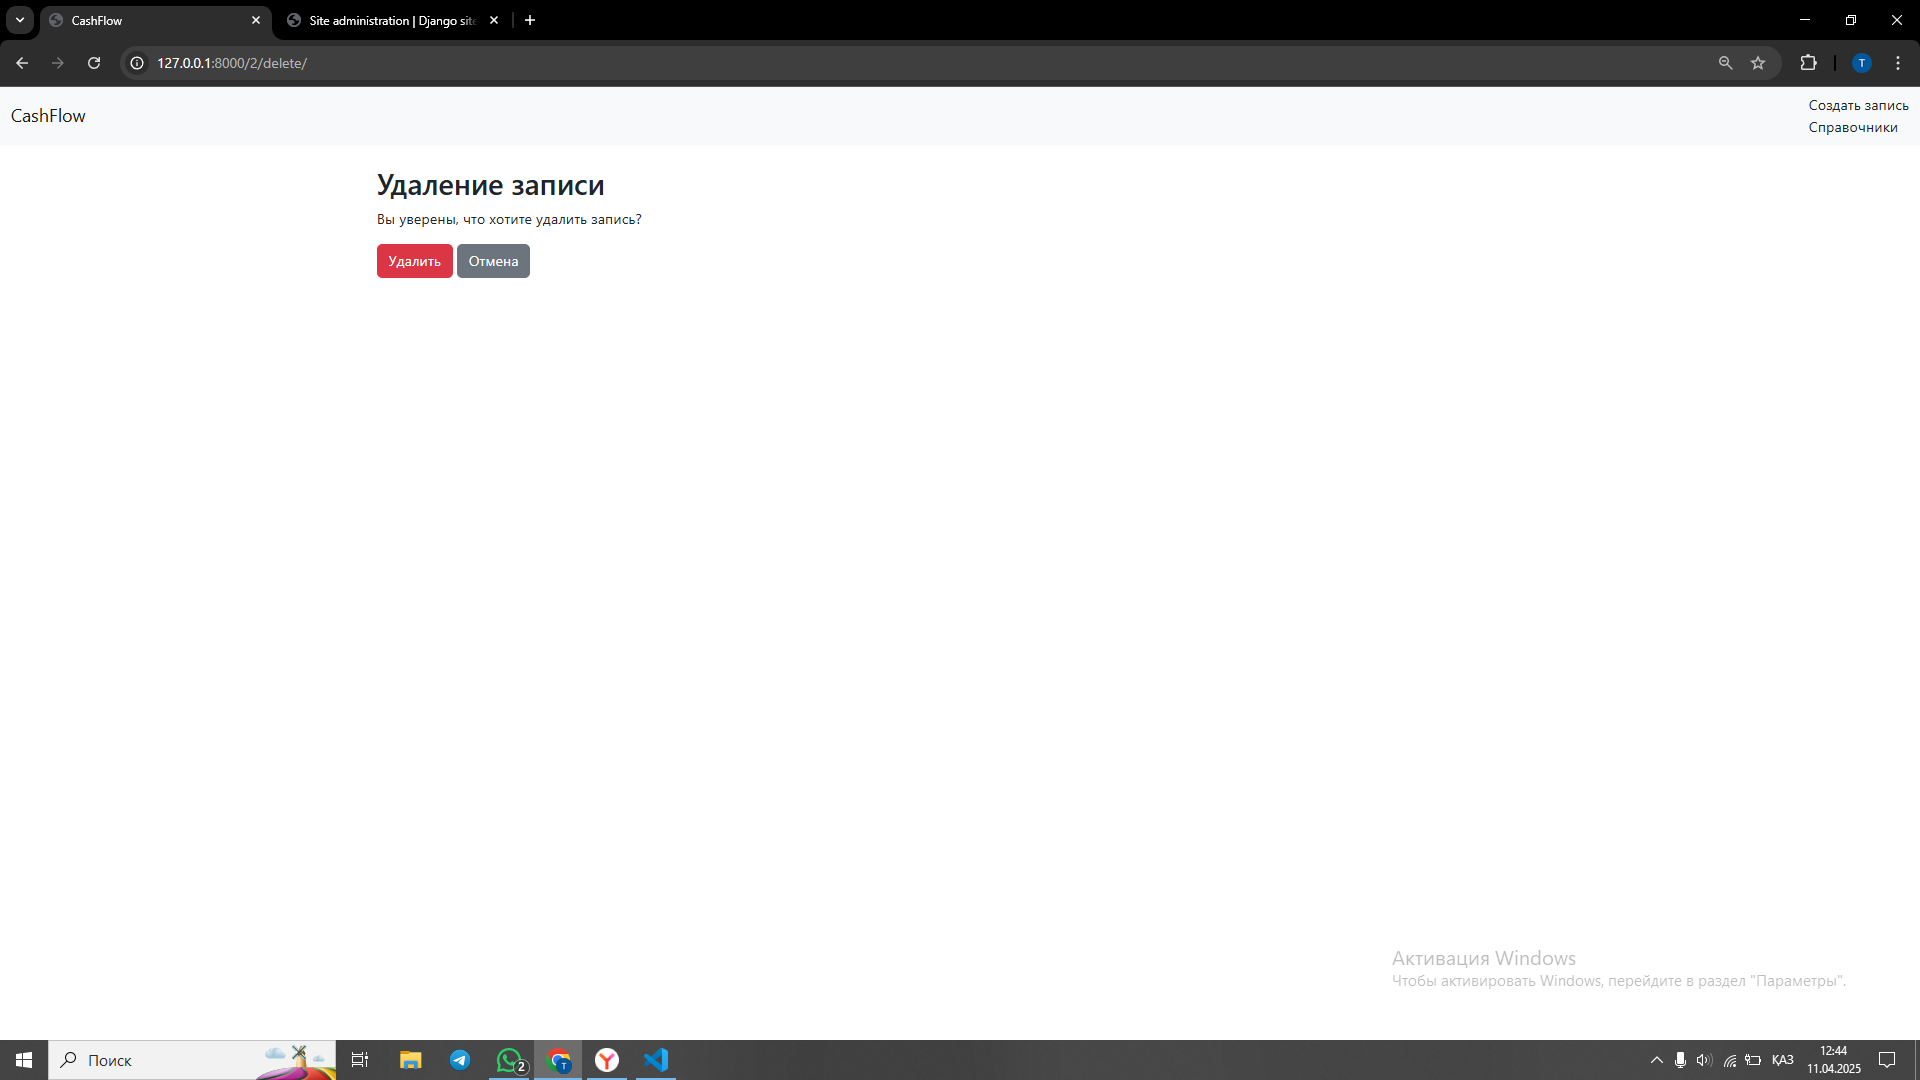 CashFlow
Site administration | Django site
127.0.0.1:8000/2/delete/
T
CashFlow
Создать запись
Справочники
Удаление записи
Вы уверены, что хотите удалить запись?
Удалить
Отмена
Активация Windows
Чтобы активировать Windows, перейдите в раздел "Параметры".
Поиск
2
T
ҚАЗ
12:44
11.04.2025